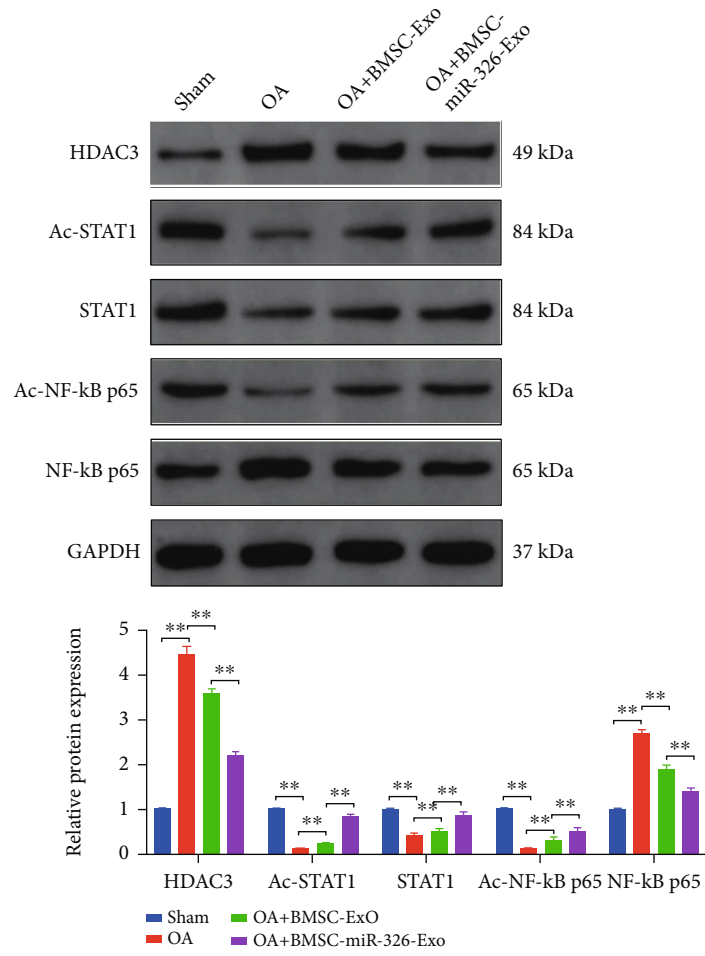 Sham
OA
OA+BMSC-Exo
OA+BMSC-
miR-326-Exo
HDAC3 49 kDa
Ac-STAT1 84 kDa
STAT1 84 kDa
Ac-NF-kB p65 65 kDa
NF-kB p65 65 kDa
GAPDH 37 kDa
Relative protein expression
5
4
3
2
1
0
** ** **
** ** **
** ** **
** ** **
** ** **
HDAC3 Ac-STAT1 STAT1 Ac-NF-kB p65 NF-kB p65
Sham OA+BMSC-ExO
OA OA+BMSC-miR-326-Exo